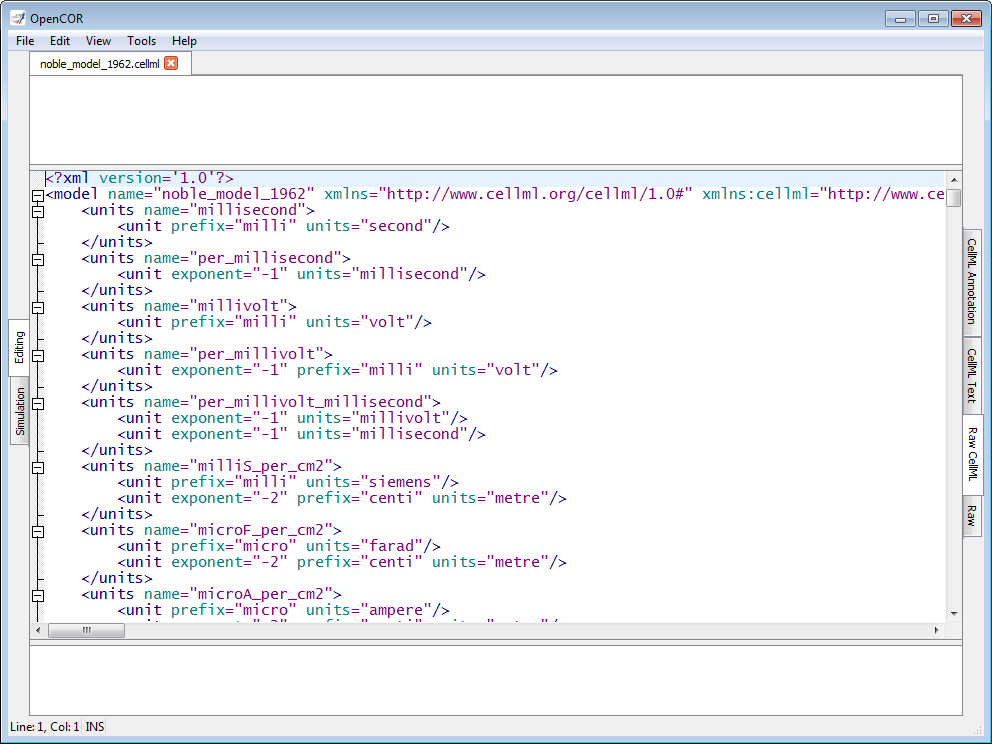 OpenCOR
File Edit View Tools Help
noble_model_1962.cellml
<?xml version='1.0'?>
<model name="noble_model_1962" xmlns="http://www.cellml.org/cellml/1.0#" xmlns:cellml="http://www.ce
<units name="millisecond">
<unit prefix="milli" units="second"/>
</units>
<units name="per_millisecond">
<unit exponent="-1" units="millisecond"/>
</units>
<units name="millivolt">
<unit prefix="milli" units="volt"/>
</units>
<units name="per_millivolt">
<unit exponent="-1" prefix="milli" units="volt"/>
</units>
<units name="per_millivolt_millisecond">
<unit exponent="-1" units="millivolt"/>
<unit exponent="-1" units="millisecond"/>
</units>
<units name="milliS_per_cm2">
<unit prefix="milli" units="siemens"/>
<unit exponent="-2" prefix="centi" units="metre"/>
</units>
<units name="microF_per_cm2">
<unit prefix="micro" units="farad"/>
<unit exponent="-2" prefix="centi" units="metre"/>
</units>
<units name="microA_per_cm2">
<unit prefix="micro" units="ampere"/>
Editing
Simulation
CellML Annotation
CellML Text
Raw CellML
Raw
Line: 1, Col: 1 INS